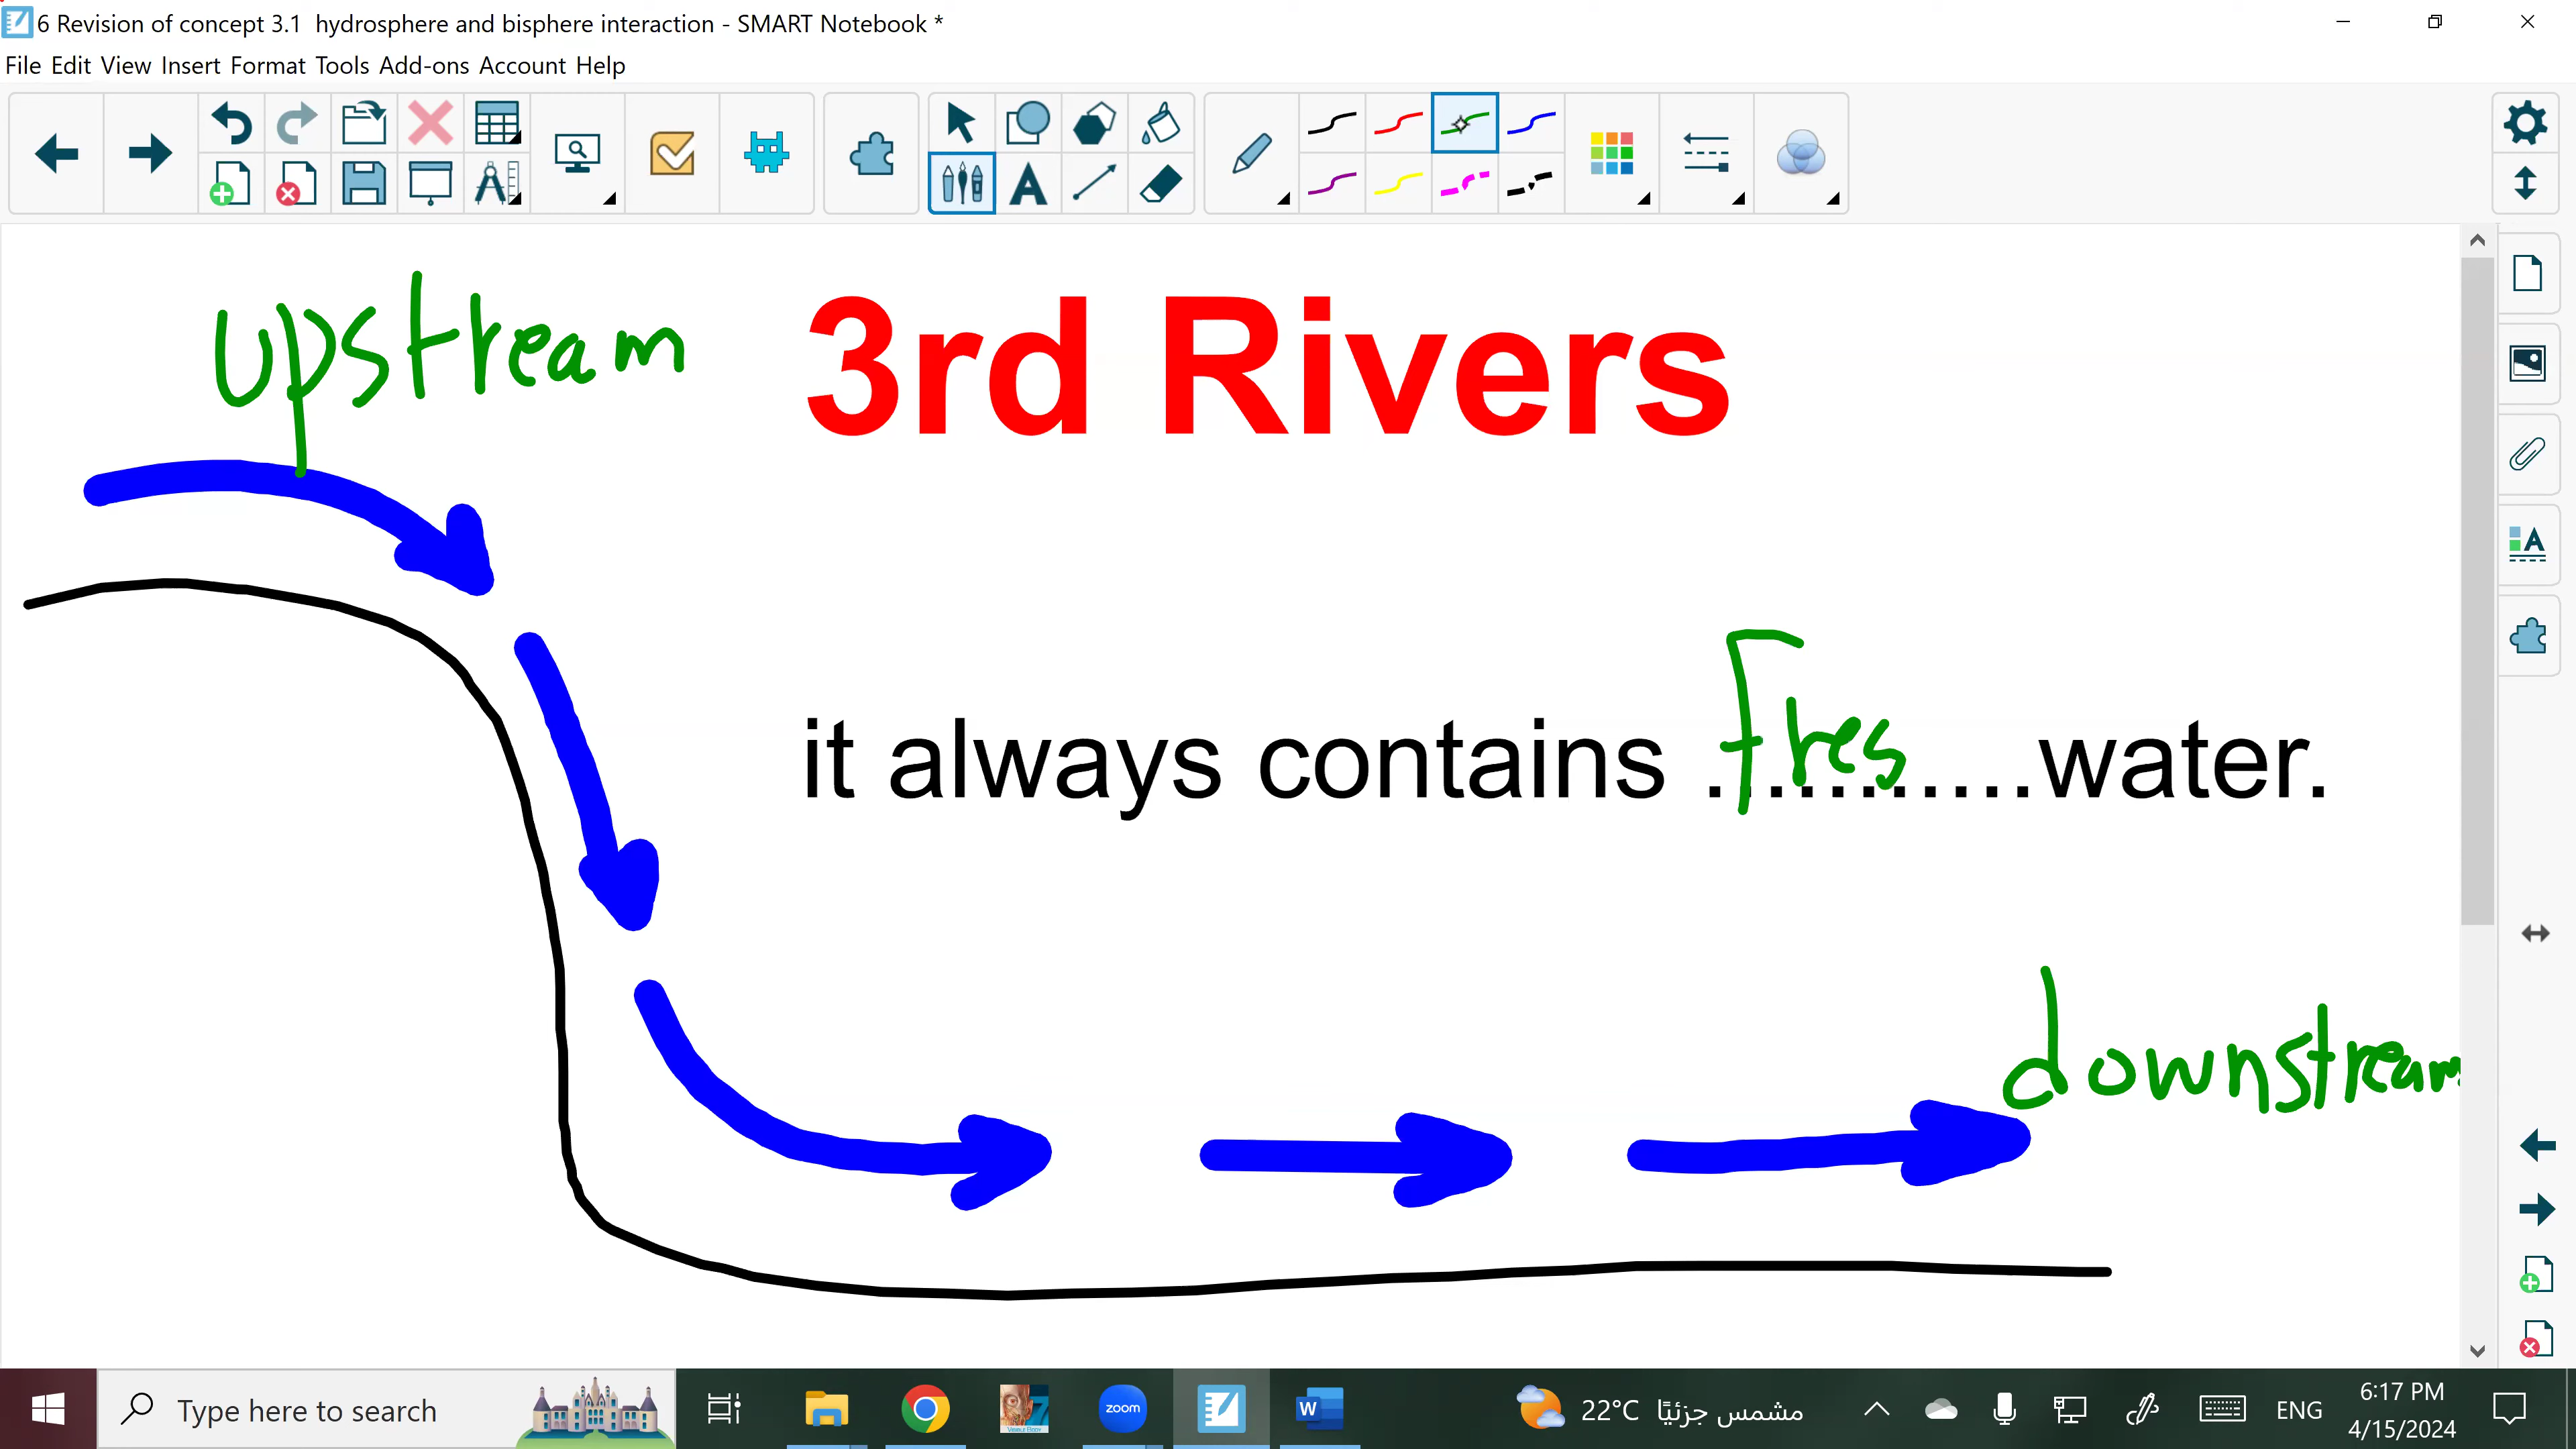 6 Revision of concept 3.1 hydrosphere and bisphere interaction - SMART Notebook *
File Edit View Insert Format Tools Add-ons Account Help
upstream
3rd Rivers
it always contains ...Fres........water.
downstream
Type here to search
zoom
W
22°C مشمس جزئيًا
ENG
6:17 PM
4/15/2024